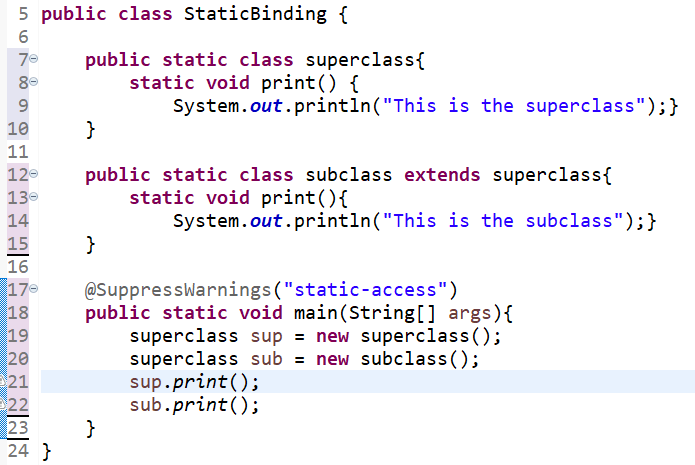 5 public class StaticBinding {
6
7 public static class superclass{
8 static void print() {
9 System.out.println("This is the superclass");}
10 }
11
12 public static class subclass extends superclass{
13 static void print(){
14 System.out.println("This is the subclass");}
15 }
16
17 @SuppressWarnings("static-access")
18 public static void main(String[] args){
19 superclass sup = new superclass();
20 superclass sub = new subclass();
21 sup.print();
22 sub.print();
23 }
24 }